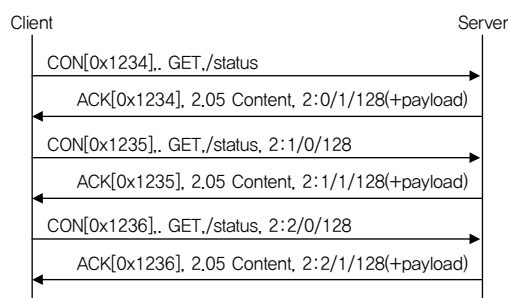 Client Server
CON[0x1234],. GET,/status
ACK[0x1234], 2.05 Content, 2:0/1/128(+payload)
CON[0x1235],. GET,/status, 2:1/0/128
ACK[0x1235], 2.05 Content, 2:1/1/128(+payload)
CON[0x1236],. GET,/status, 2:2/0/128
ACK[0x1236], 2.05 Content, 2:2/1/128(+payload)